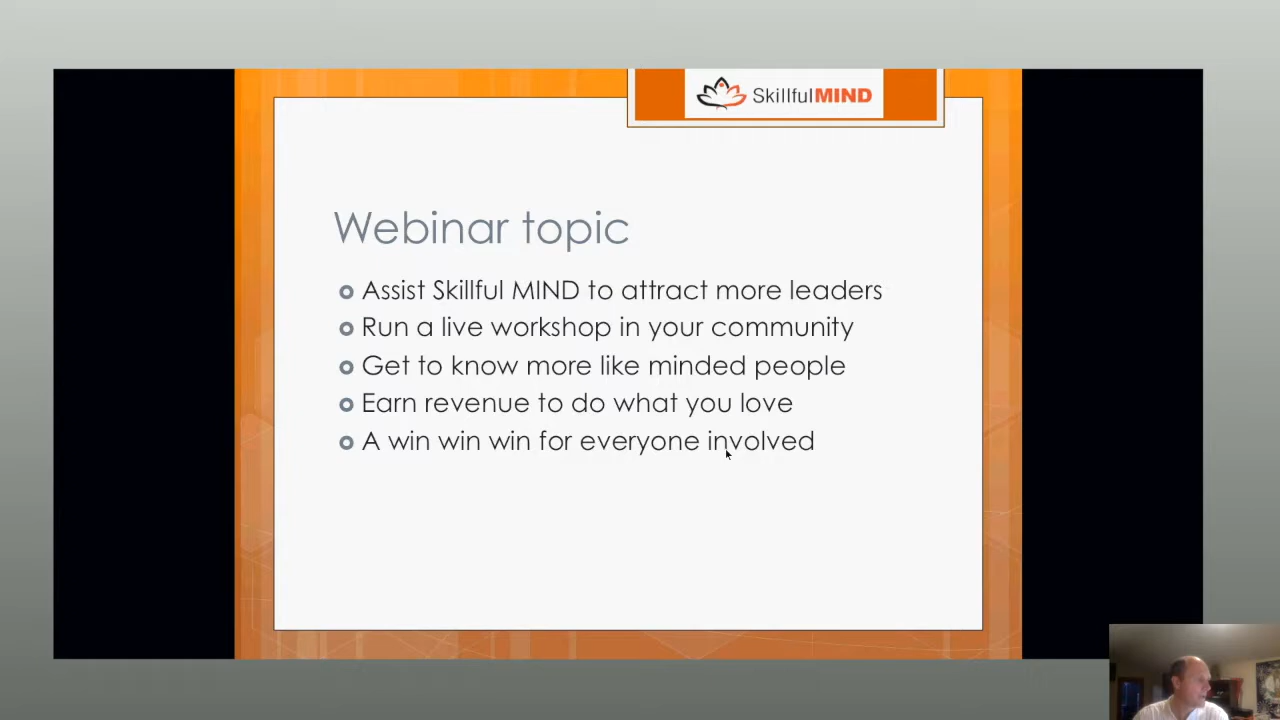 SkillfulMIND
Webinar topic
Assist Skillful MIND to attract more leaders
Run a live workshop in your community
Get to know more like minded people
Earn revenue to do what you love
A win win win for everyone involved